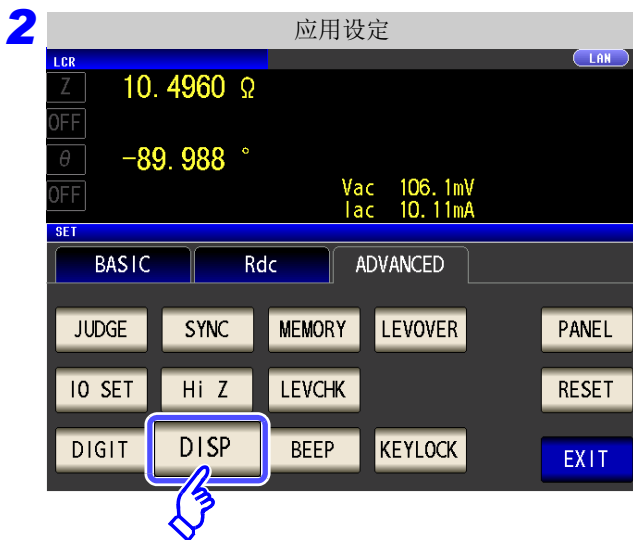 2
应用设定
LCR LAN
Z 10.4960 Ω
OFF
θ -89.988 °
OFF
Vac 106.1mV
Iac 10.11mA
SET
BASIC Rdc ADVANCED
JUDGE SYNC MEMORY LEVOVER PANEL
IO SET Hi Z LEVCHK RESET
DIGIT DISP BEEP KEYLOCK EXIT